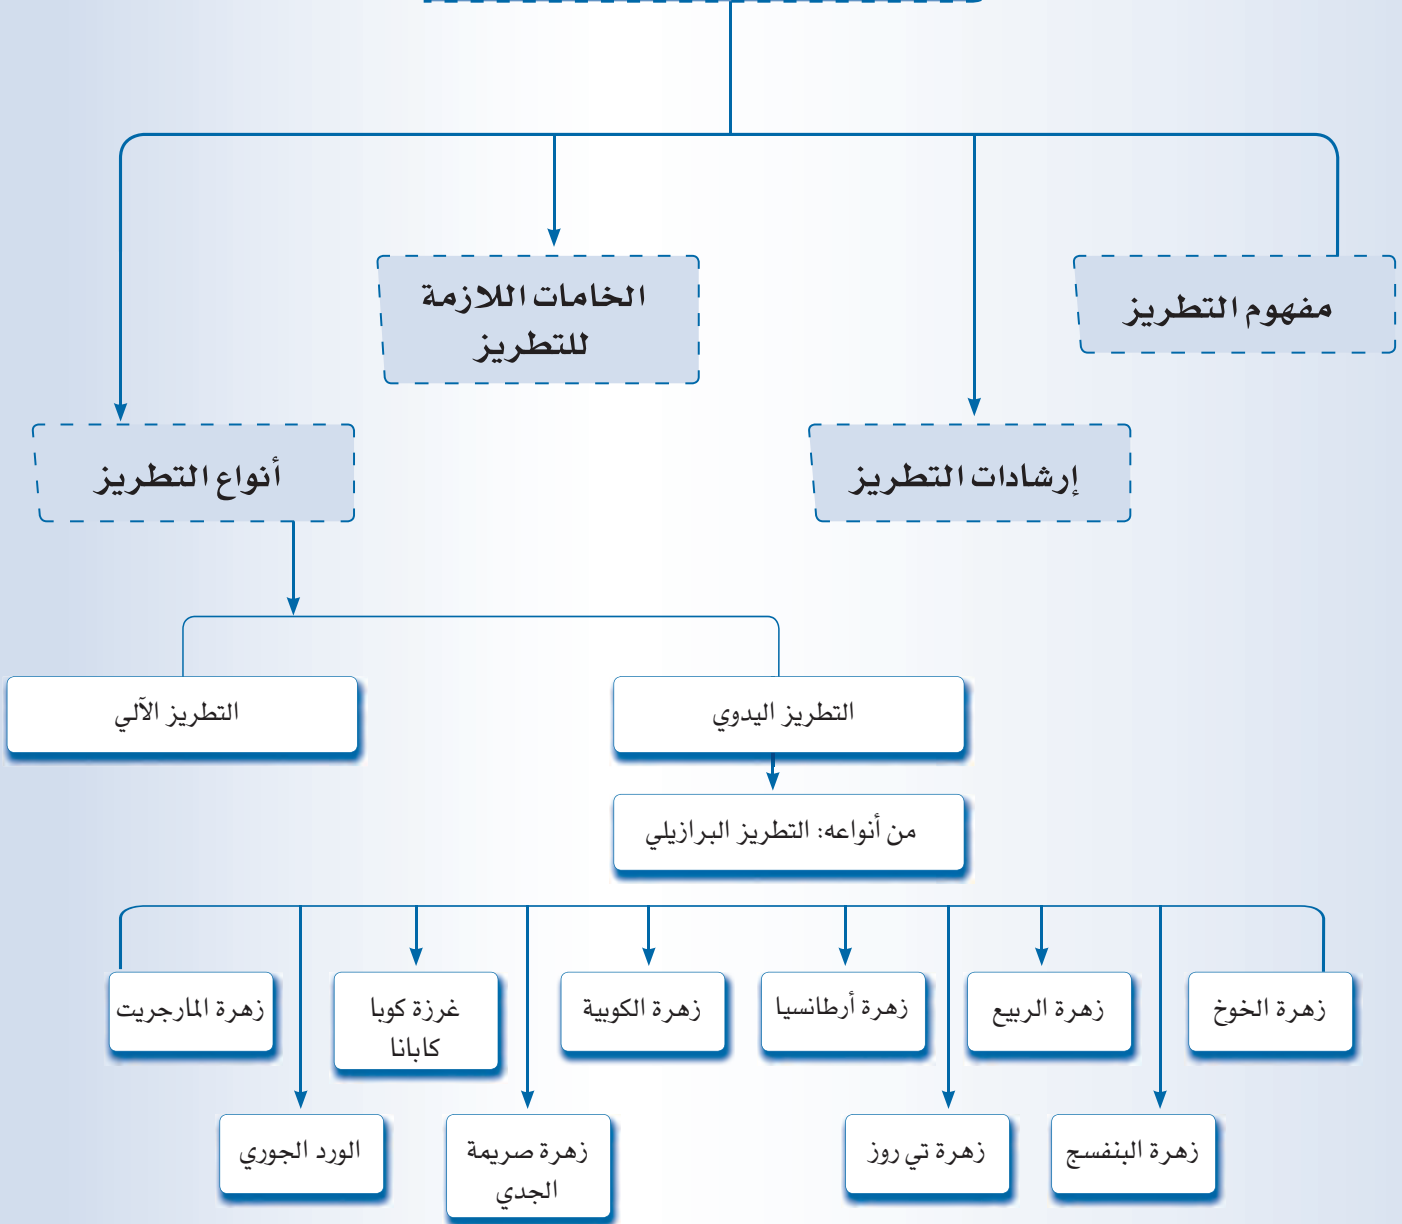 مفهوم التطريز
الخامات اللازمة
للتطريز
إرشادات التطريز
أنواع التطريز
التطريز اليدوي
التطريز الآلي
من أنواعه: التطريز البرازيلي
زهرة الخوخ
زهرة الربيع
زهرة أرطانسيا
زهرة الكوبية
غرزة كوبا
كابانا
زهرة المارجريت
زهرة البنفسج
زهرة تي روز
زهرة صريمة
الجدي
الورد الجوري